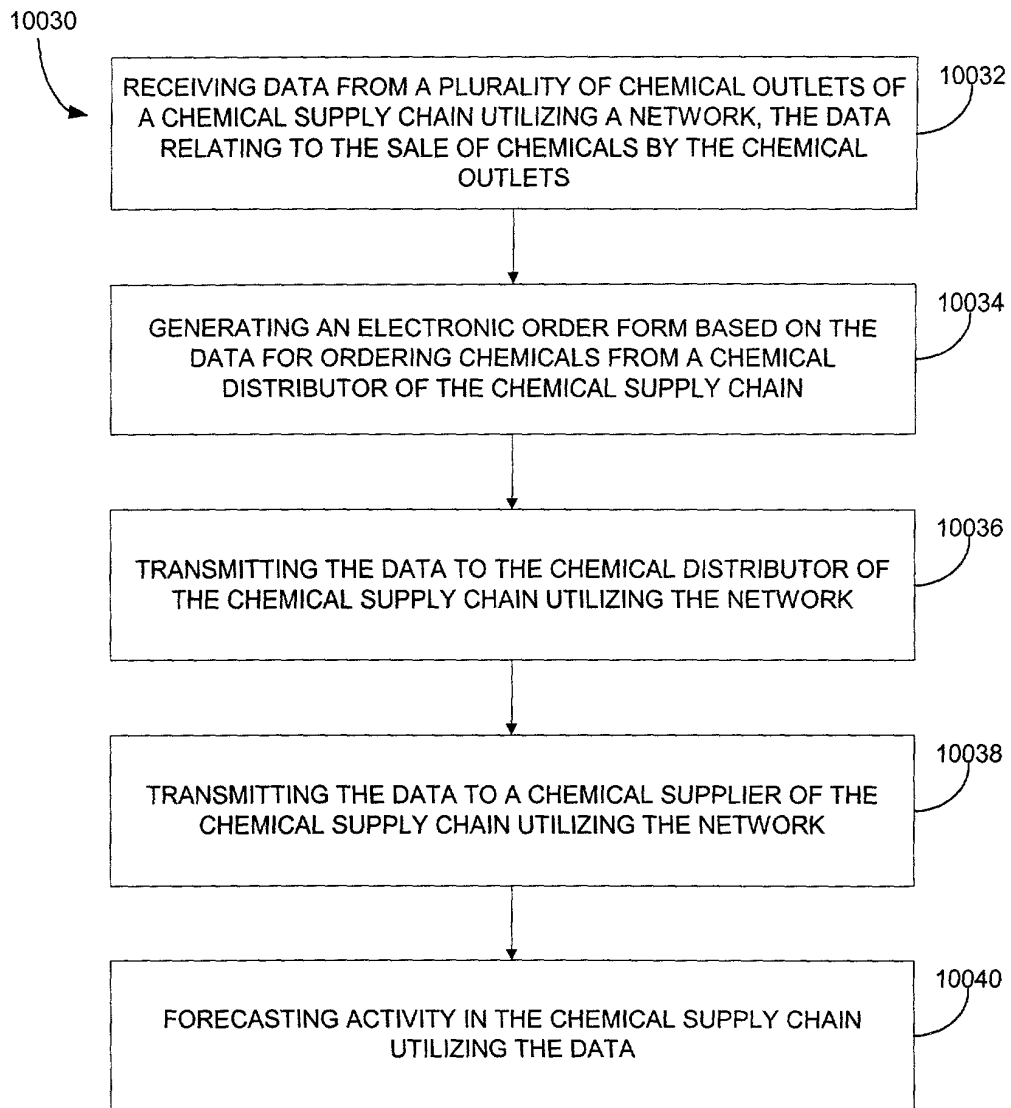 10030
RECEIVING DATA FROM A PLURALITY OF CHEMICAL OUTLETS OF
A CHEMICAL SUPPLY CHAIN UTILIZING A NETWORK, THE DATA
RELATING TO THE SALE OF CHEMICALS BY THE CHEMICAL
OUTLETS
10032
GENERATING AN ELECTRONIC ORDER FORM BASED ON THE
DATA FOR ORDERING CHEMICALS FROM A CHEMICAL
DISTRIBUTOR OF THE CHEMICAL SUPPLY CHAIN
10034
TRANSMITTING THE DATA TO THE CHEMICAL DISTRIBUTOR OF
THE CHEMICAL SUPPLY CHAIN UTILIZING THE NETWORK
10036
TRANSMITTING THE DATA TO A CHEMICAL SUPPLIER OF THE
CHEMICAL SUPPLY CHAIN UTILIZING THE NETWORK
10038
FORECASTING ACTIVITY IN THE CHEMICAL SUPPLY CHAIN
UTILIZING THE DATA
10040